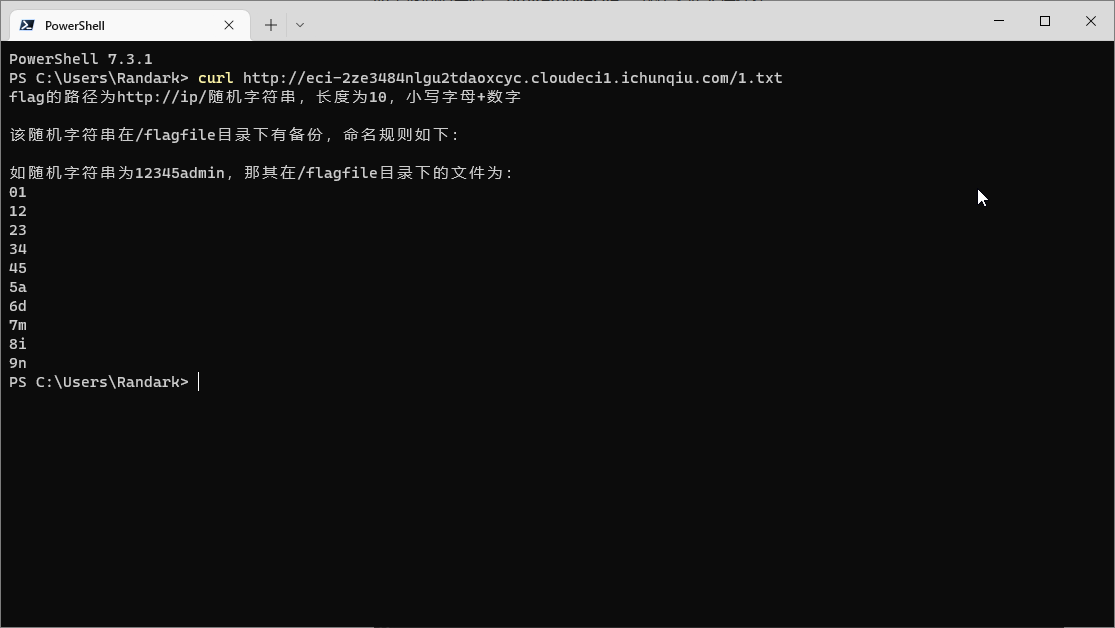 PowerShell
PowerShell 7.3.1
PS C:\Users\Randark> curl http://eci-2ze3484nlgu2tdaoxcyc.cloudeci1.ichunqiu.com/1.txt
flag的路径为http://ip/随机字符串，长度为10，小写字母+数字
该随机字符串在/flagfile目录下有备份，命名规则如下：
如随机字符串为12345admin，那其在/flagfile目录下的文件为：
01
12
23
34
45
5a
6d
7m
8i
9n
PS C:\Users\Randark>